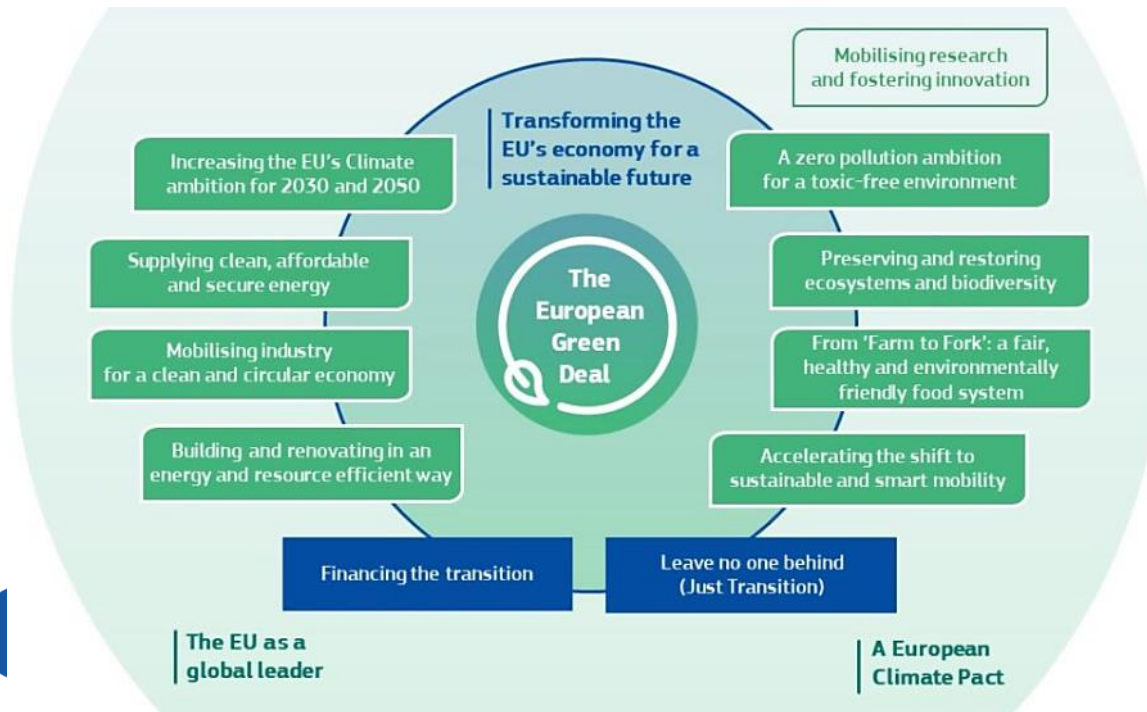 Mobilising research
and fostering innovation
Transforming the
EU's economy for a
sustainable future
Increasing the EU's Climate
ambition for 2030 and 2050
A zero pollution ambition
for a toxic-free environment
Supplying clean, affordable
and secure energy
The
European
Green
Deal
Preserving and restoring
ecosystems and biodiversity
Mobilising industry
for a clean and circular economy
From 'Farm to Fork': a fair,
healthy and environmentally
friendly food system
Building and renovating in an
energy and resource efficient way
Accelerating the shift to
sustainable and smart mobility
Financing the transition
Leave no one behind
(Just Transition)
The EU as a
global leader
A European
Climate Pact